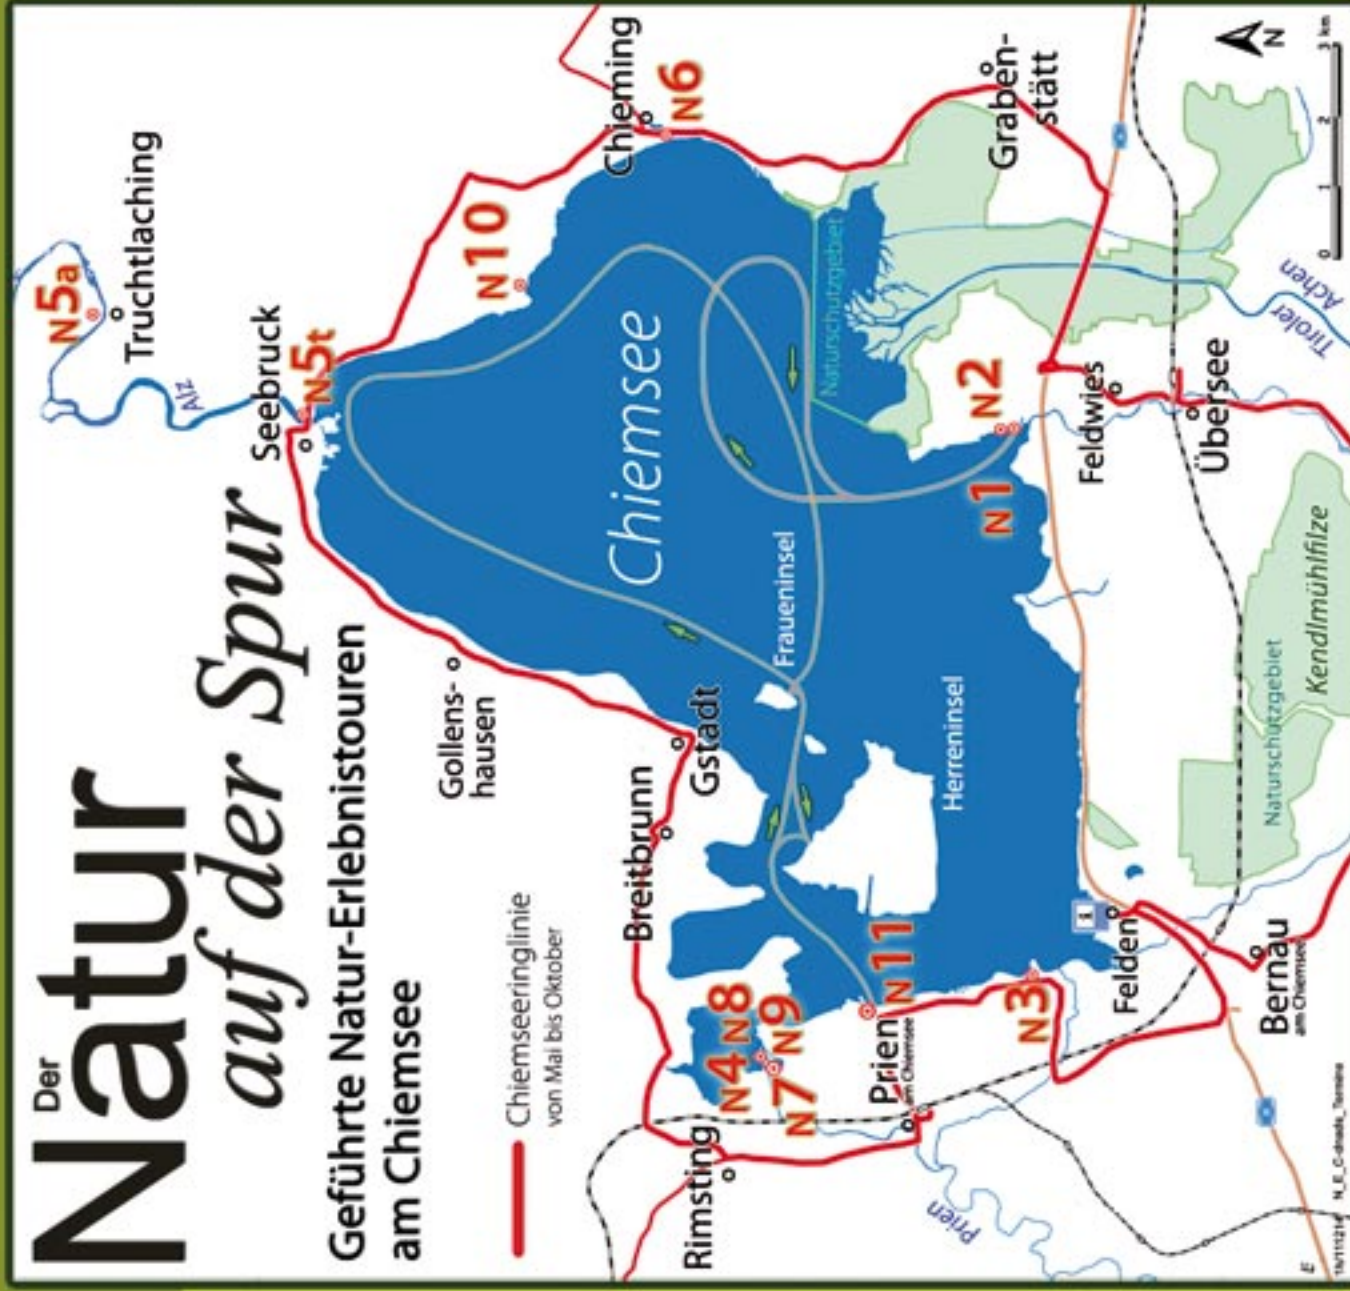 Der
Natur
auf der Spur
Geführte Natur-Erlebnistouren
am Chiemsee
Chiemseeringlinie
von Mai bis Oktober
N5a
Truchtlaching
Alz
Seebruck
N5t
N10
Chieming
N6
Gollens-
hausen
Chiemsee
Gstadt
Breitbrunn
Fraueninsel
Naturschutzgebiet
Graben-
stätt
Rimsting
N4 N8
N7 N9
Prien
am Chiemsee
N11
Herreninsel
N1
N2
N3
Feldwies
Übersee
Tiroler
Achen
Felden
i
Bernau
am Chiemsee
Naturschutzgebiet
Kendlmühlfilze
Prien
N
0 1 2 3 km
E